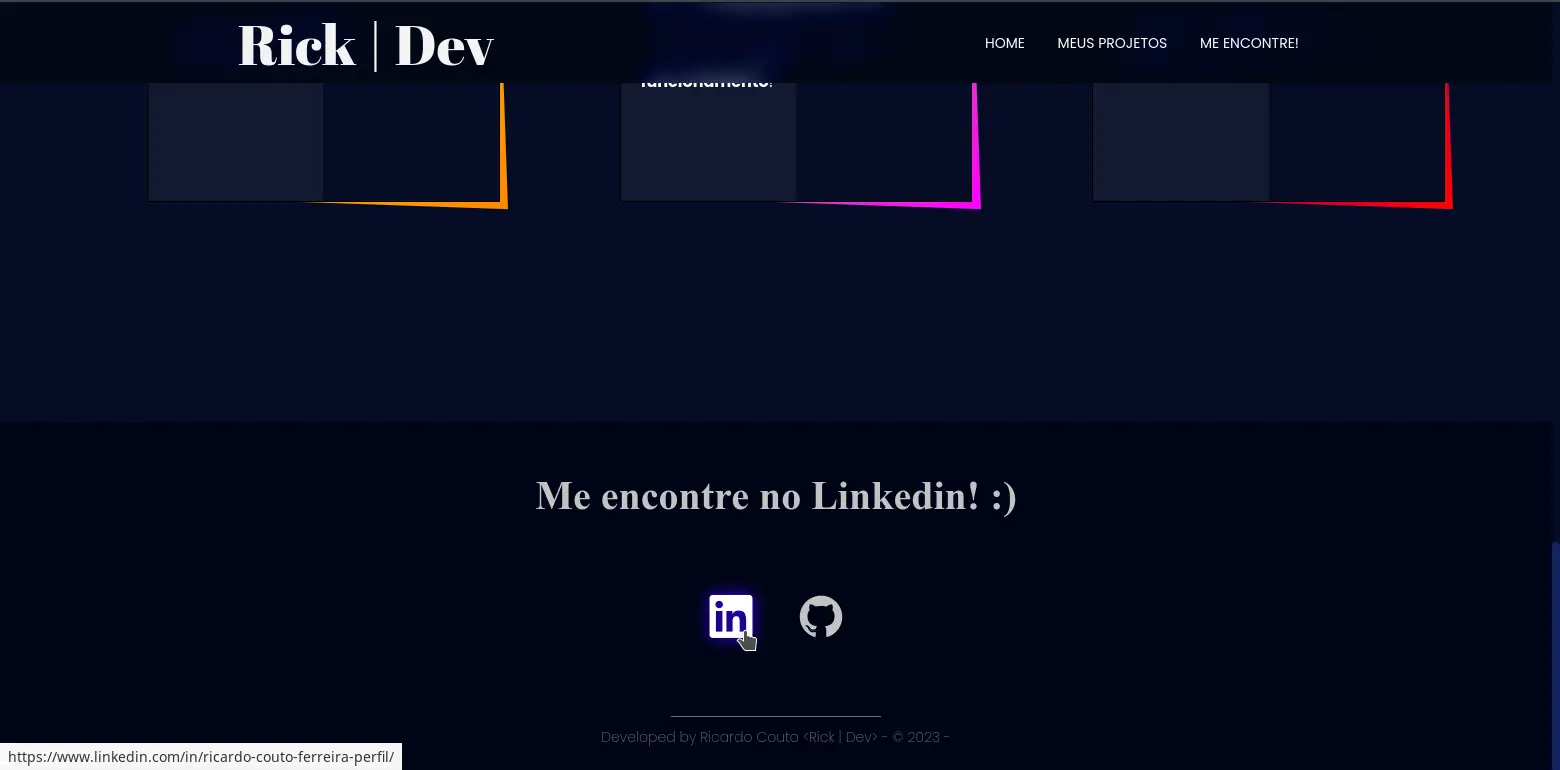 Rick | Dev
HOME
MEUS PROJETOS
ME ENCONTRE!
funcionamento!
Me encontre no Linkedin! :)
in
Developed by Ricardo Couto <Rick | Dev> - © 2023 -
https://www.linkedin.com/in/ricardo-couto-ferreira-perfil/